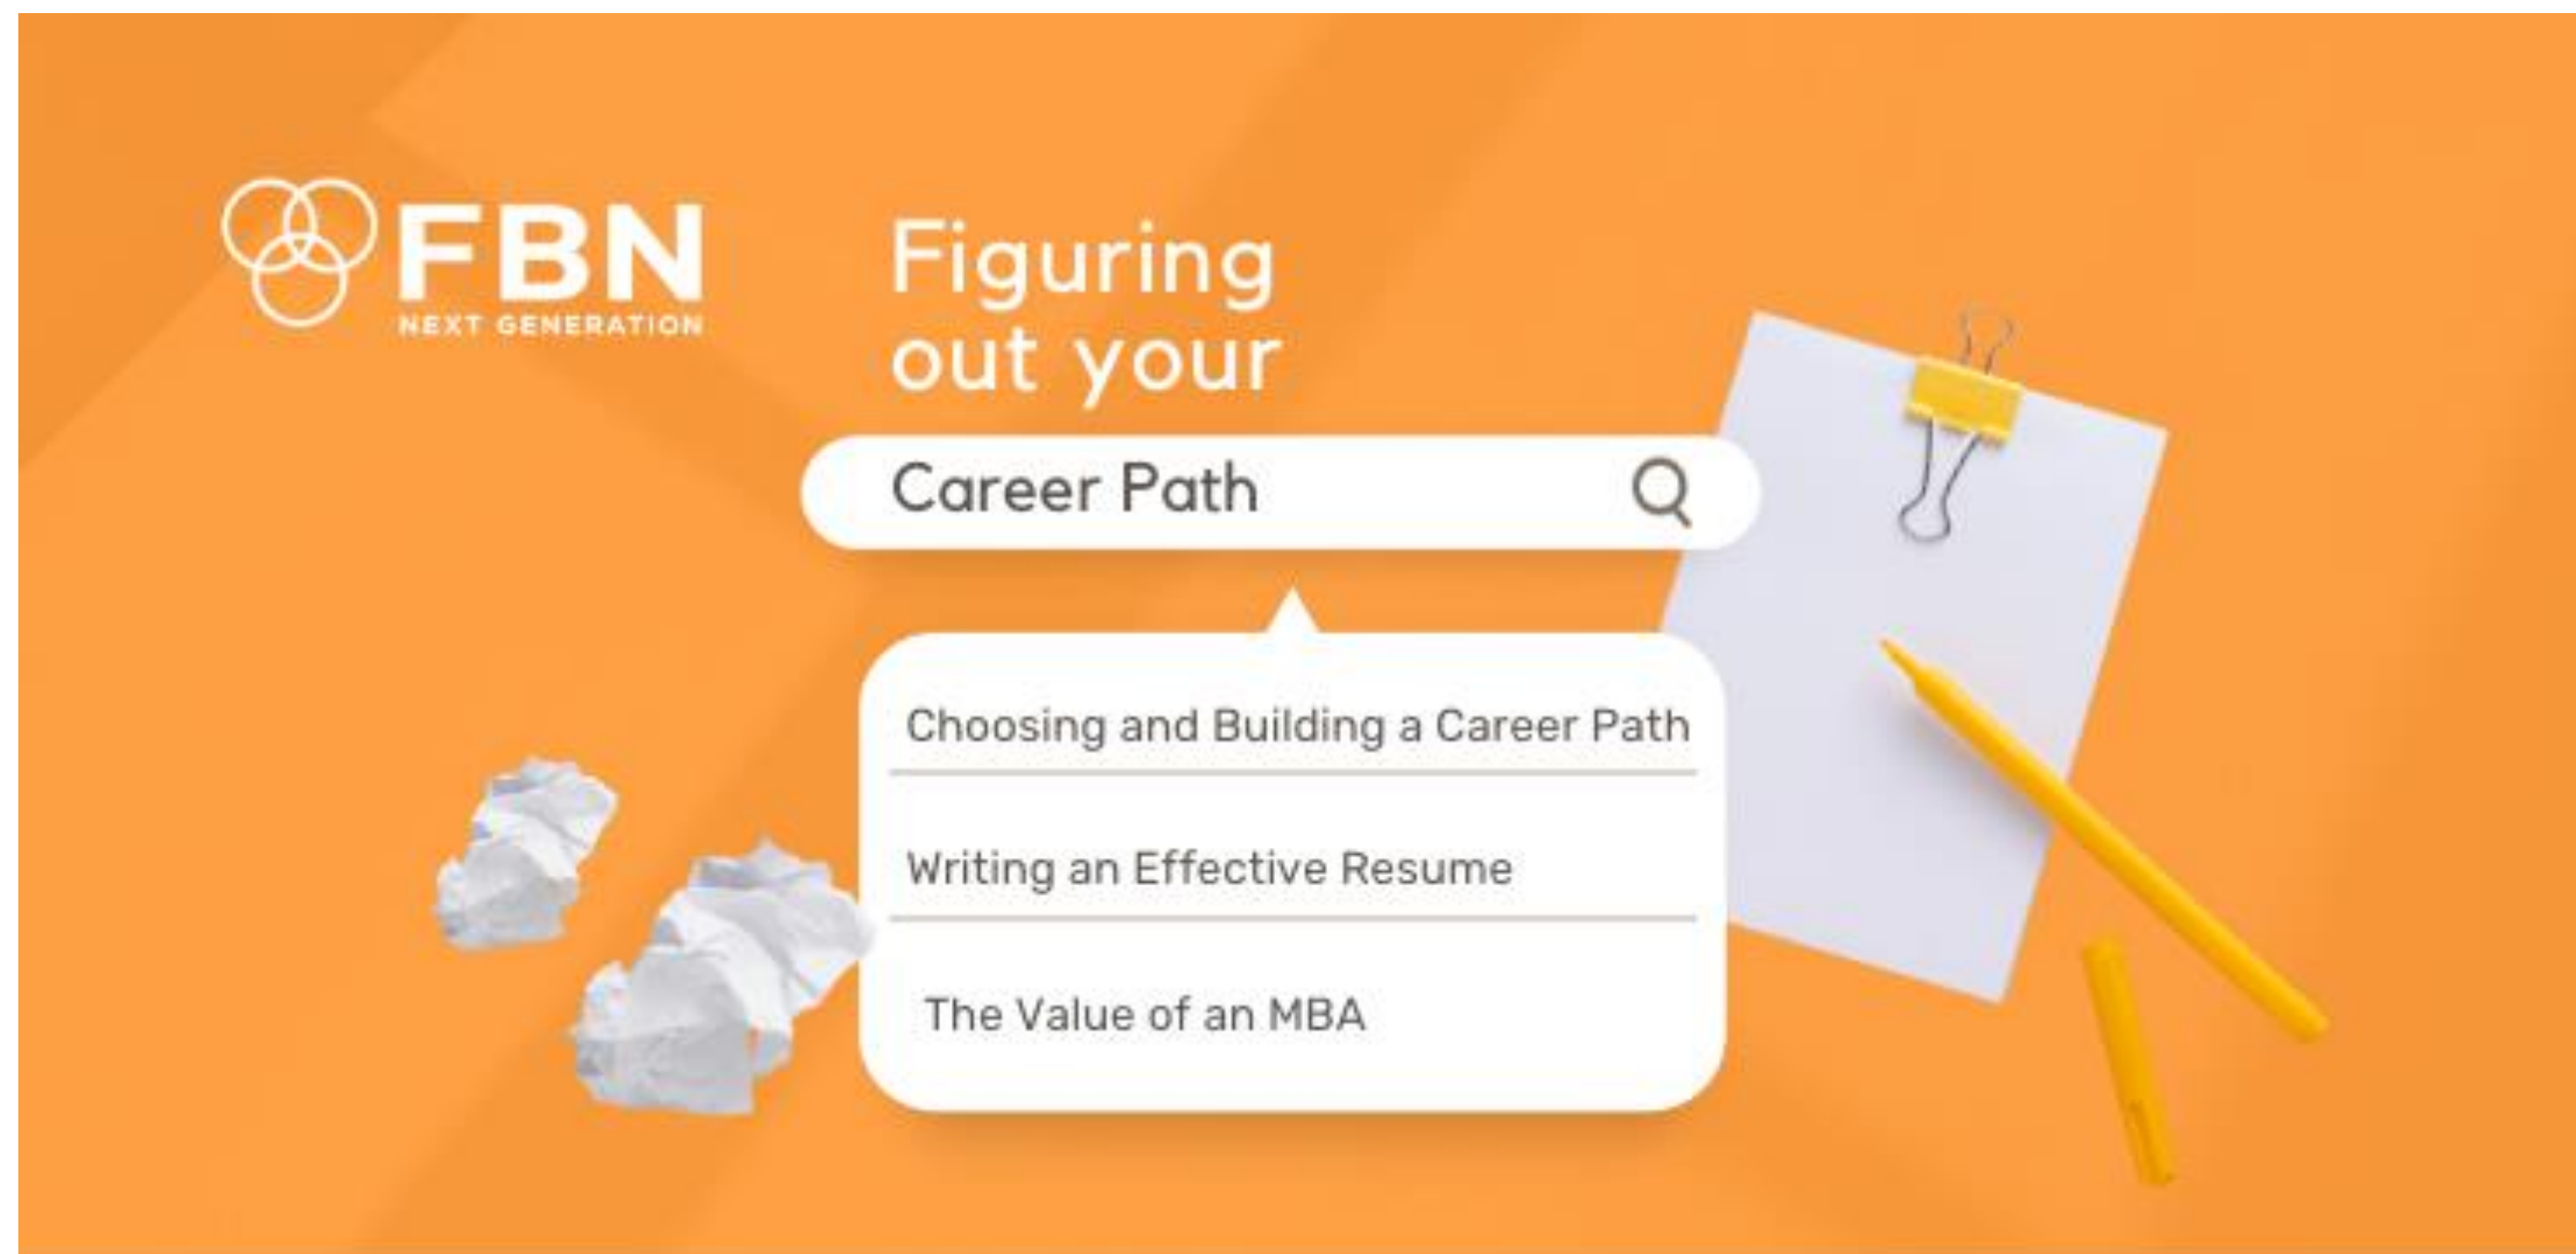 FBN
NEXT GENERATION
Figuring
out your
Career Path
Choosing and Building a Career Path
Writing an Effective Resume
The Value of an MBA